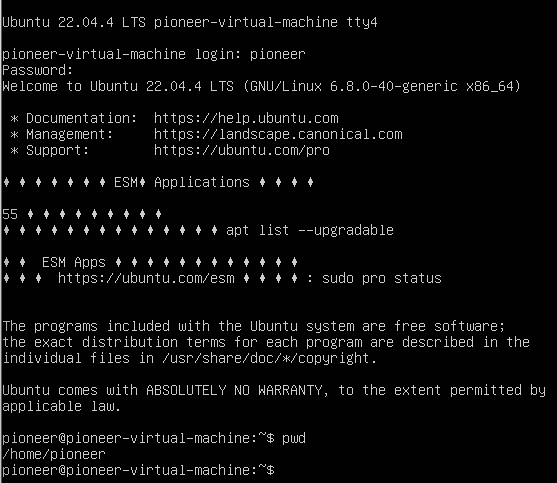 Ubuntu 22.04.4 LTS pioneer-virtual-machine tty4
pioneer-virtual-machine login: pioneer
Password:
Welcome to Ubuntu 22.04.4 LTS (GNU/Linux 6.8.0-40-generic x86_64)
* Documentation: https://help.ubuntu.com
* Management: https://landscape.canonical.com
* Support: https://ubuntu.com/pro
♦ ♦ ♦ ♦ ♦ ♦ ♦ ESM♦ Applications ♦ ♦ ♦ ♦
55 ♦ ♦ ♦ ♦ ♦ ♦ ♦ ♦ ♦
♦ ♦ ♦ ♦ ♦ ♦ ♦ ♦ ♦ ♦ ♦ ♦ ♦ ♦ apt list --upgradable
♦ ♦ ESM Apps ♦ ♦ ♦ ♦ ♦ ♦ ♦ ♦ ♦ ♦ ♦ ♦
♦ ♦ ♦ https://ubuntu.com/esm ♦ ♦ ♦ ♦ : sudo pro status
The programs included with the Ubuntu system are free software;
the exact distribution terms for each program are described in the
individual files in /usr/share/doc/*/copyright.
Ubuntu comes with ABSOLUTELY NO WARRANTY, to the extent permitted by
applicable law.
pioneer@pioneer-virtual-machine:~$ pwd
/home/pioneer
pioneer@pioneer-virtual-machine:~$